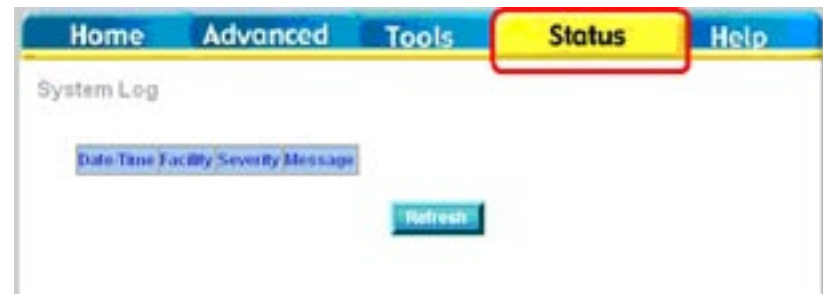 Home Advanced Tools Status Help
System Log
Date/Time Facility Severity Message
Refresh